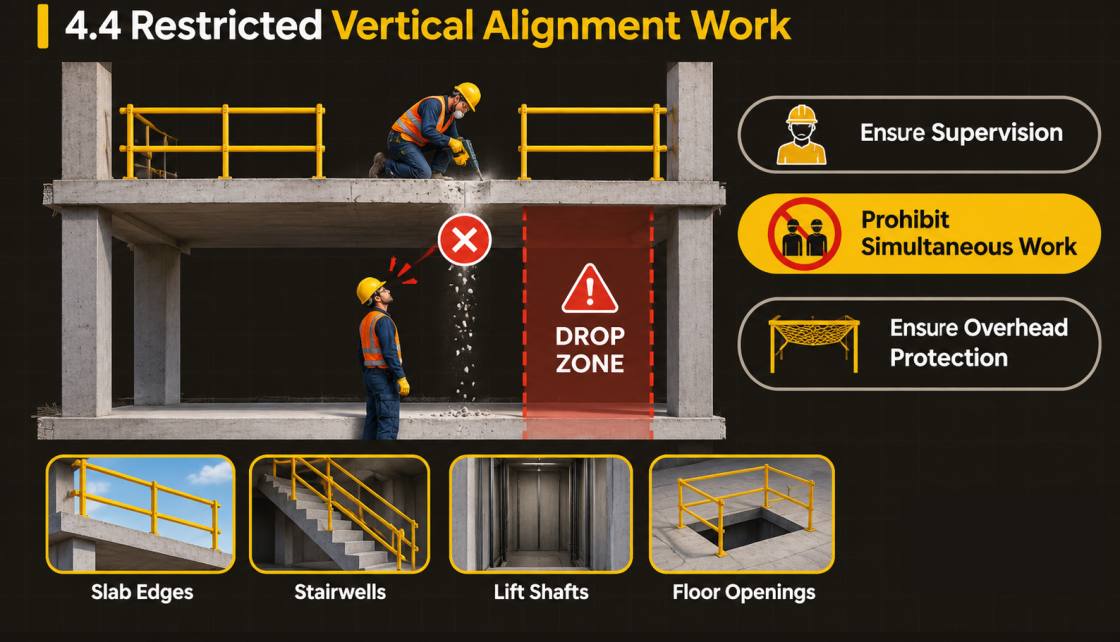 4.4 Restricted Vertical Alignment Work
Ensure Supervision
Prohibit
Simultaneous Work
DROP
ZONE
Ensure Overhead
Protection
Slab Edges
Stairwells
Lift Shafts
Floor Openings